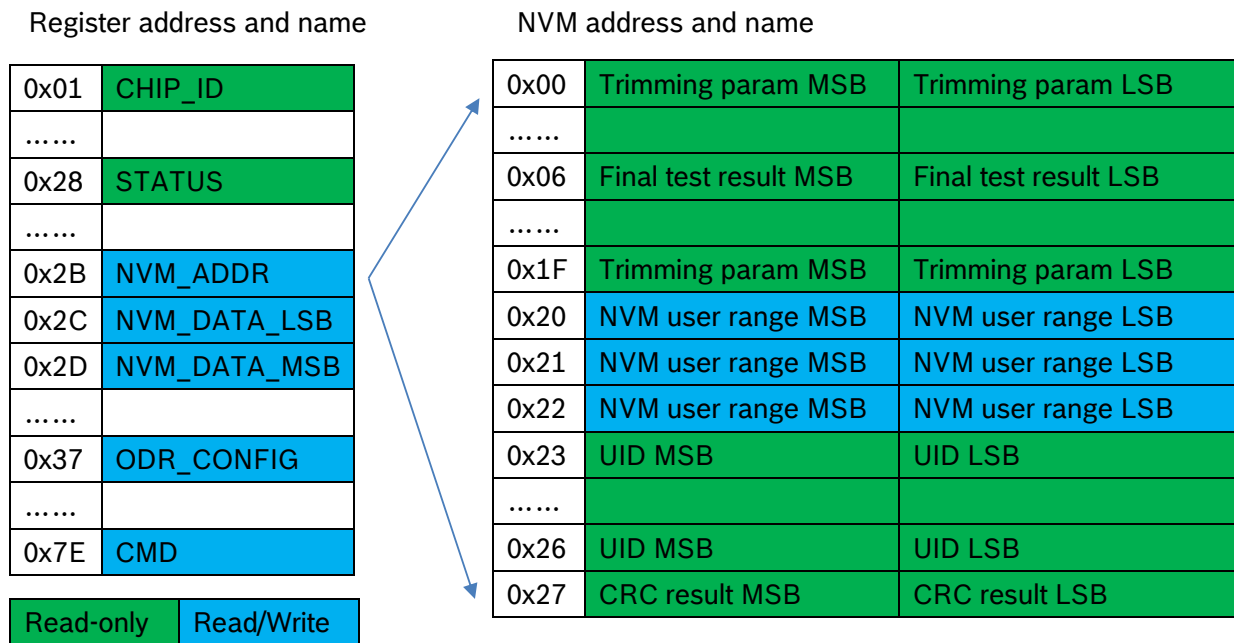 Register address and name
0x01 CHIP_ID
……
0x28 STATUS
……
0x2B NVM_ADDR
0x2C NVM_DATA_LSB
0x2D NVM_DATA_MSB
……
0x37 ODR_CONFIG
……
0x7E CMD
Read-only Read/Write
NVM address and name
0x00 Trimming param MSB Trimming param LSB
……
0x06 Final test result MSB Final test result LSB
……
0x1F Trimming param MSB Trimming param LSB
0x20 NVM user range MSB NVM user range LSB
0x21 NVM user range MSB NVM user range LSB
0x22 NVM user range MSB NVM user range LSB
0x23 UID MSB UID LSB
……
0x26 UID MSB UID LSB
0x27 CRC result MSB CRC result LSB